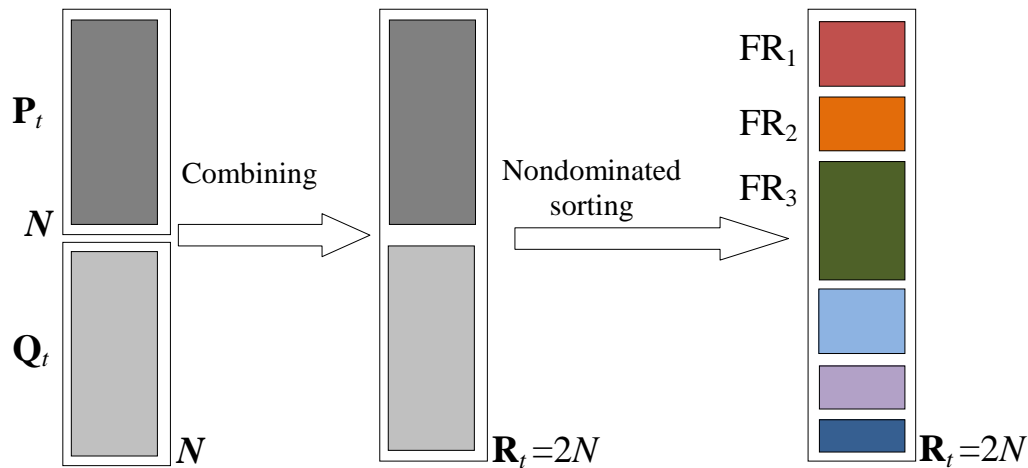 P_t
N
Q_t
N
Combining
R_t =2N
Nondominated
sorting
FR_1
FR_2
FR_3
R_t =2N